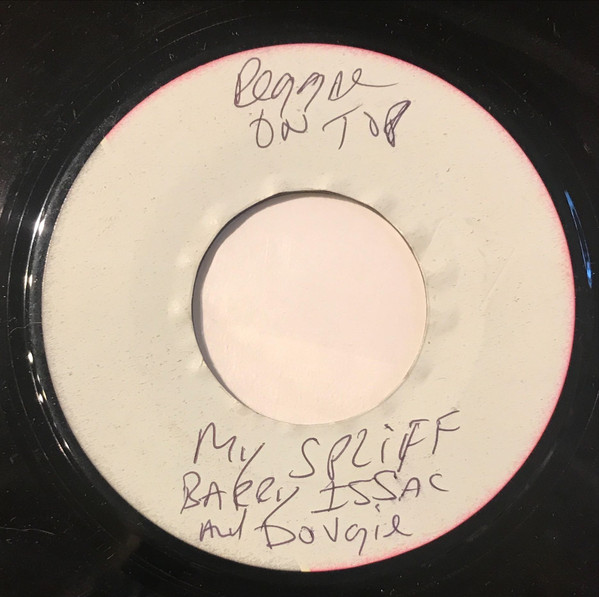 Reggae
ON TOP
My SPLIFF
BARRY ISSAC
And Dougie